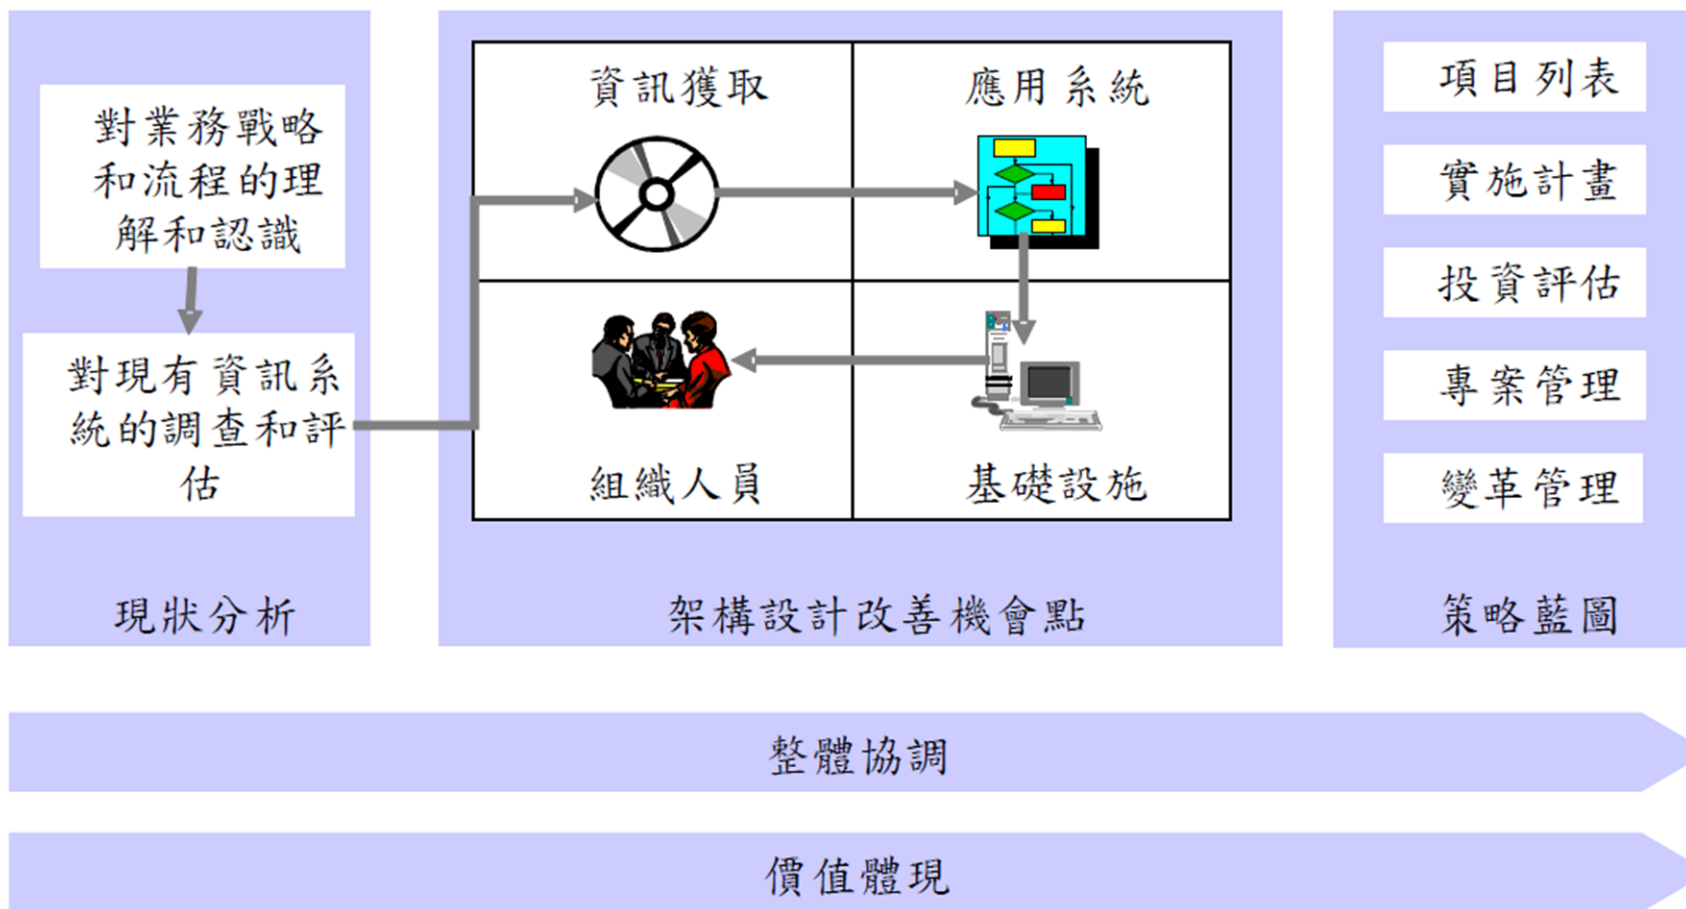 對業務戰略
和流程的理
解和認識
對現有資訊系
統的調查和評
估
現狀分析
資訊獲取
應用系統
組織人員
基礎設施
架構設計改善機會點
項目列表
實施計畫
投資評估
專案管理
變革管理
策略藍圖
整體協調
價值體現